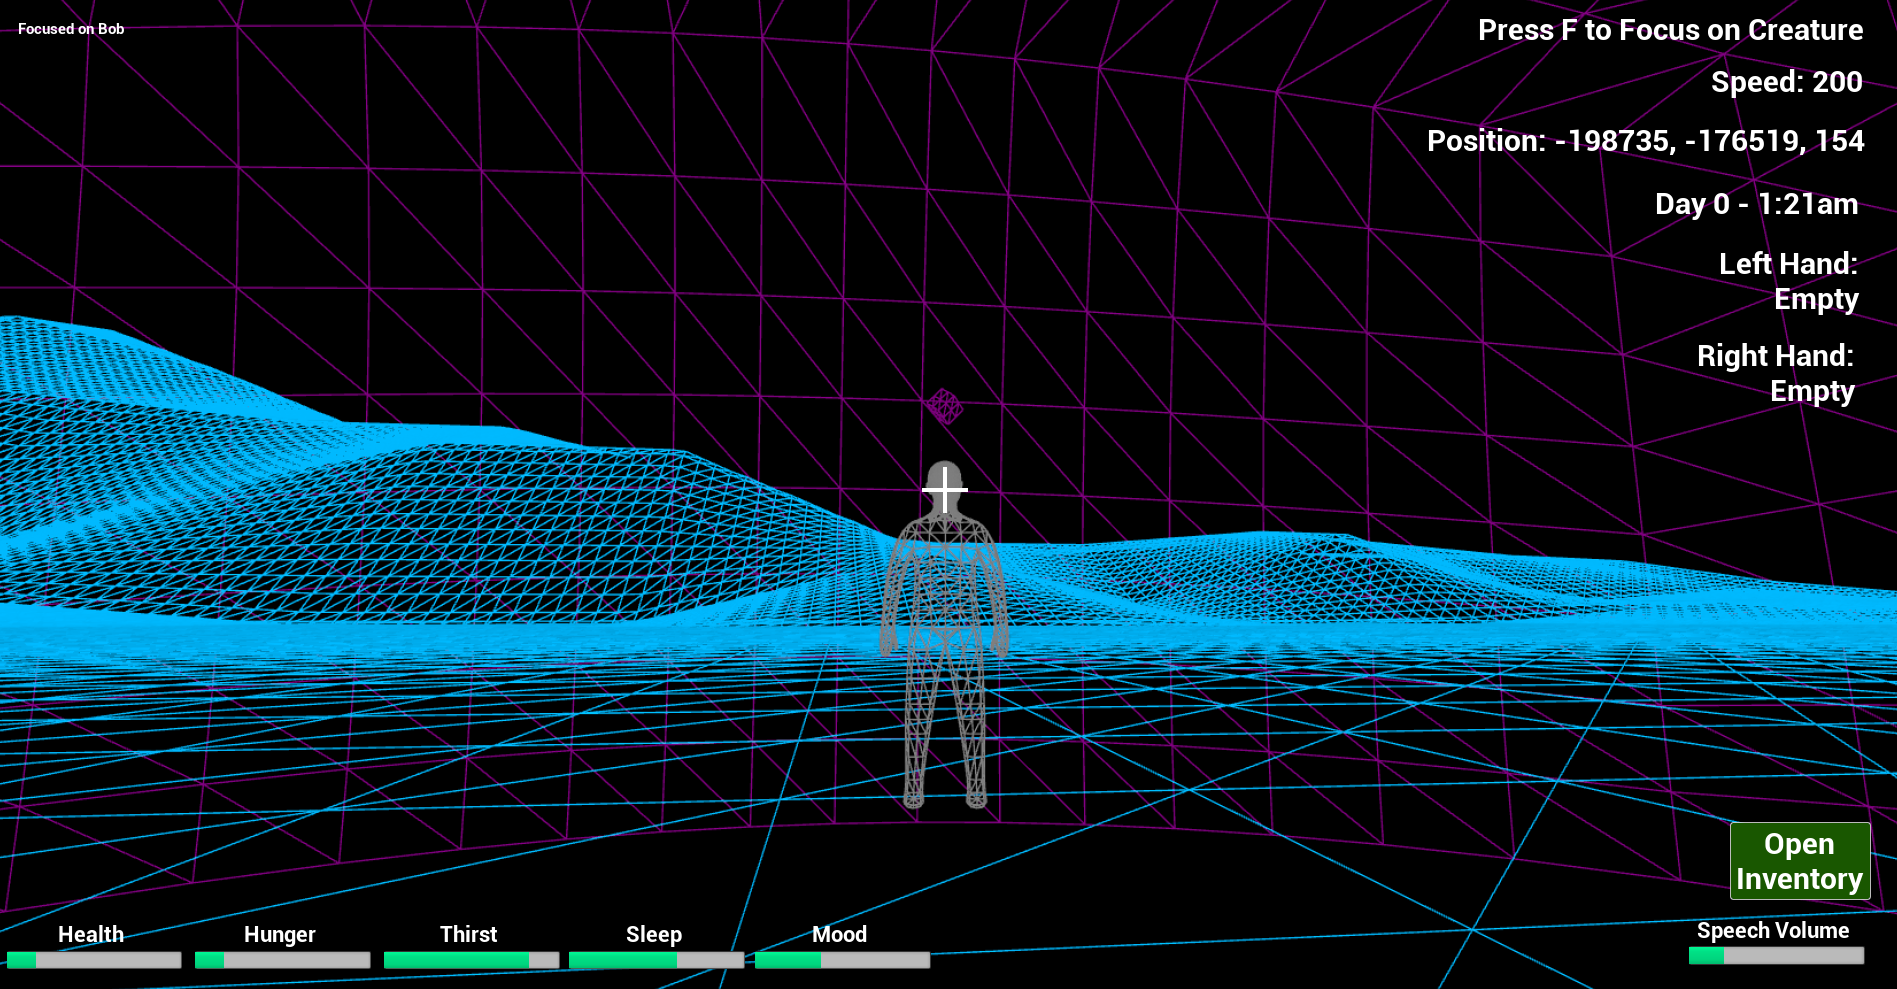 Focused on Bob
Press F to Focus on Creature
Speed: 200
Position: -198735, -176519, 154
Day 0 - 1:21am
Left Hand:
Empty
Right Hand:
Empty
Open
Inventory
Health
Hunger
Thirst
Sleep
Mood
Speech Volume